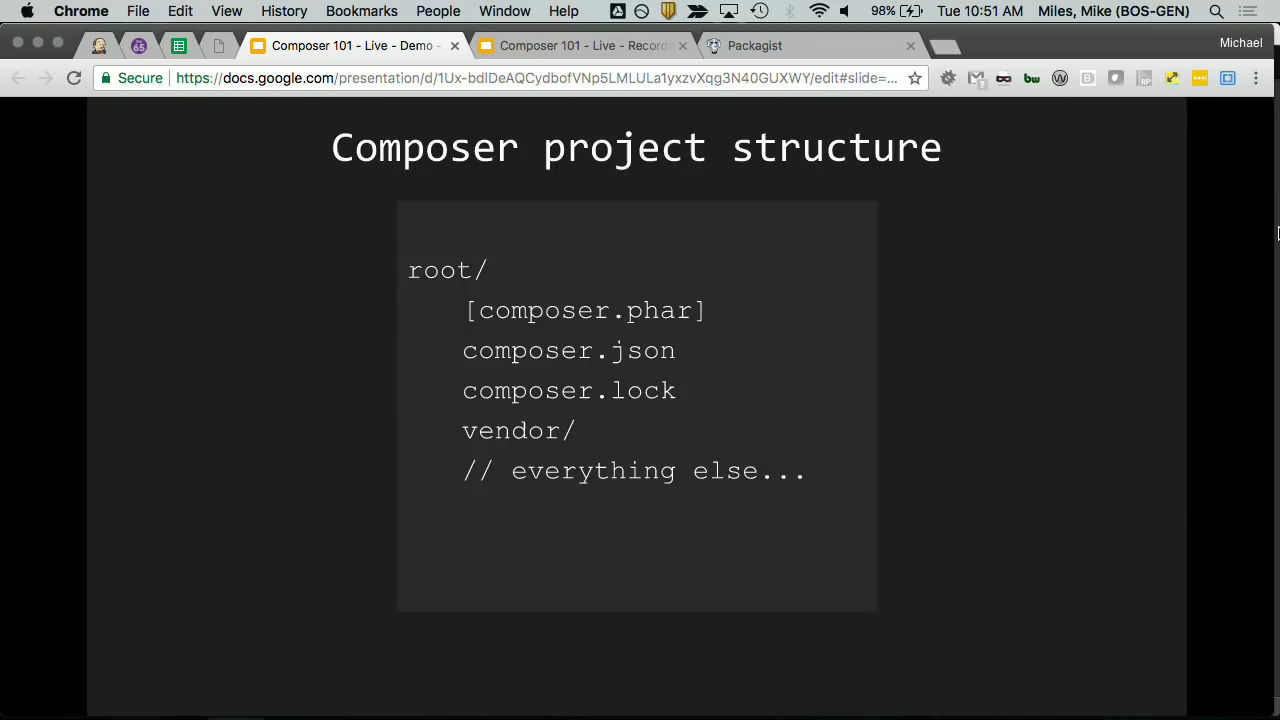 Chrome File Edit View History Bookmarks People Window Help 98% Tue 10:51 AM Miles, Mike (BOS-GEN)
65 Composer 101 - Live - Demo - Composer 101 - Live - Record Packagist Michael
Secure https://docs.google.com/presentation/d/1Ux-bdIDeAQCydbofVNp5LMLULa1yxzvXqg3N40GUXWY/edit#slide=...
Composer project structure
root/
[composer.phar]
composer.json
composer.lock
vendor/
// everything else...